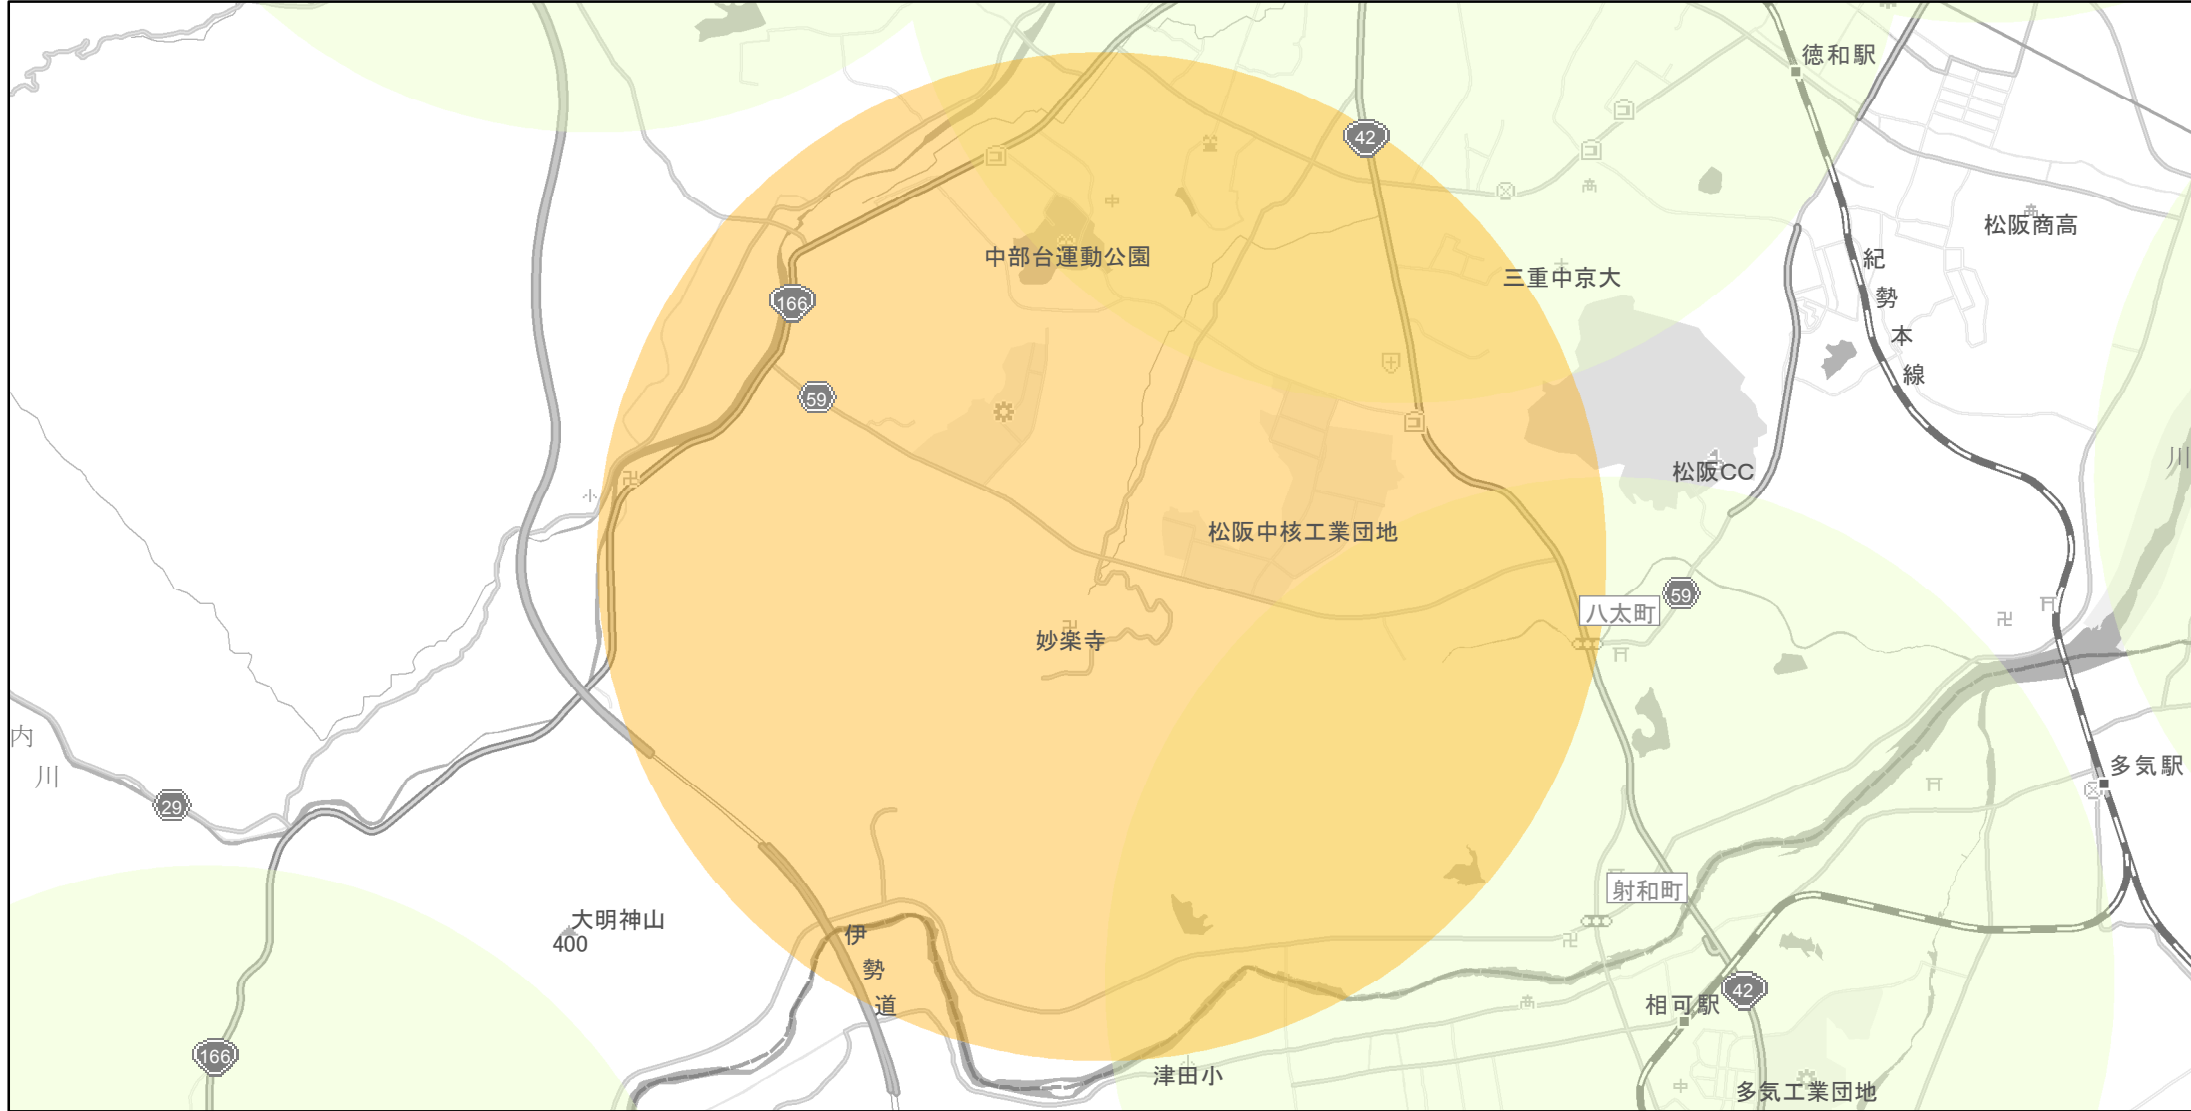 徳和駅
42
松阪商高
中部台運動公園
三重中京大
紀勢本線
166
59
川
松阪CC
松阪中核工業団地
59
八太町
妙楽寺
内川
多気駅
29
射和町
大明神山
400
伊勢道
42
相可駅
166
津田小
多気工業団地
小
中
中